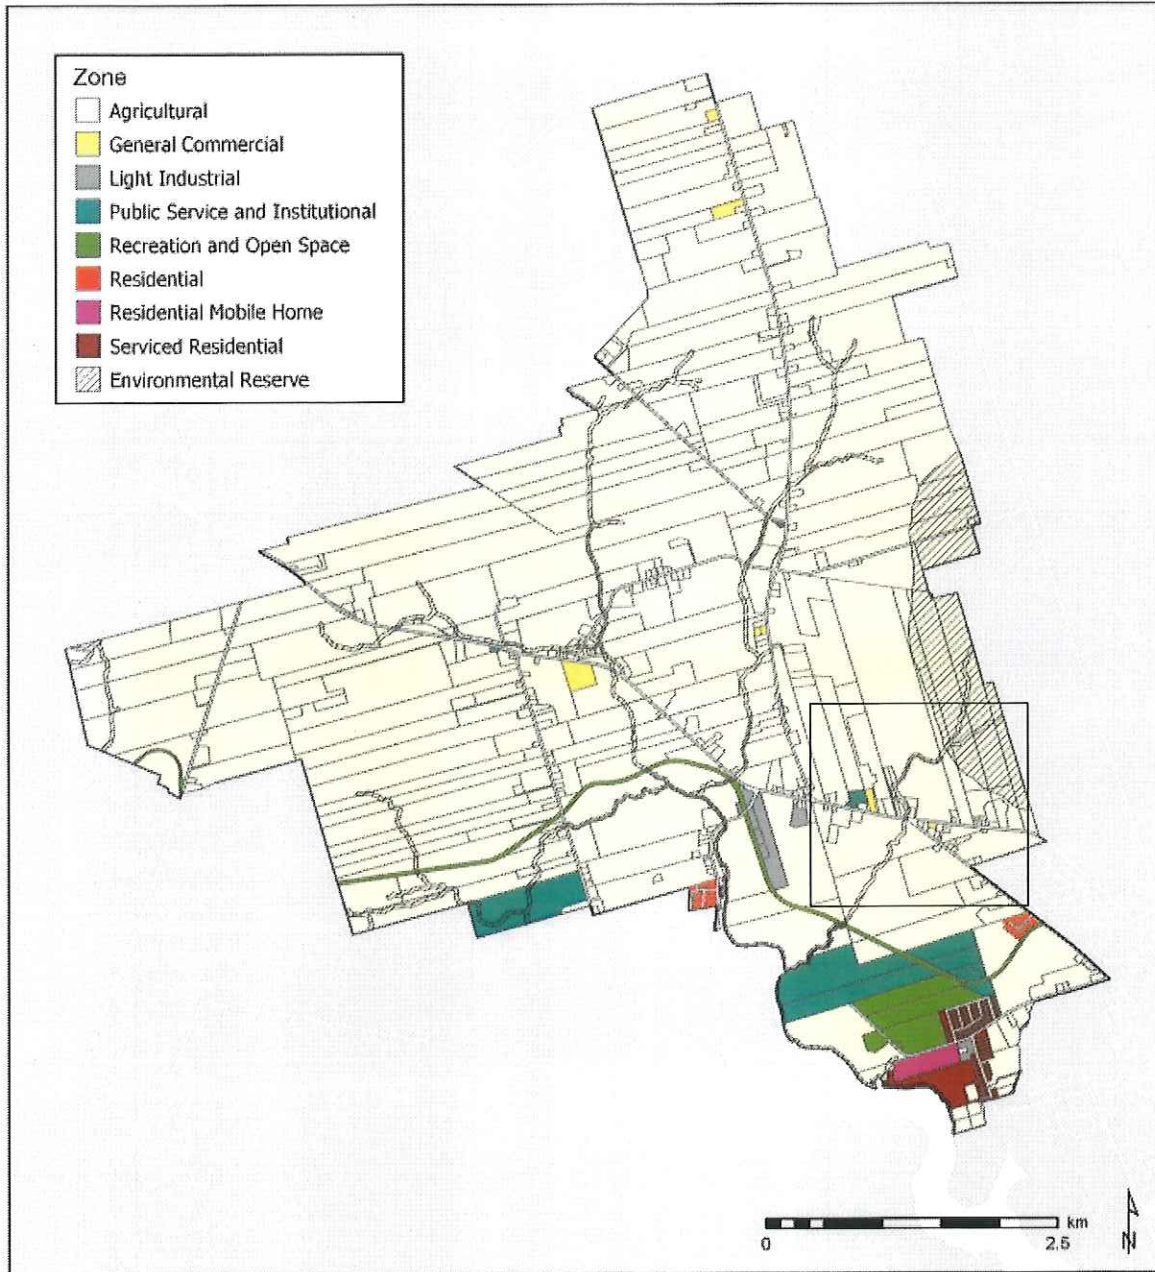 Zone
Agricultural
General Commercial
Light Industrial
Public Service and Institutional
Recreation and Open Space
Residential
Residential Mobile Home
Serviced Residential
Environmental Reserve
km
0
2.5
N